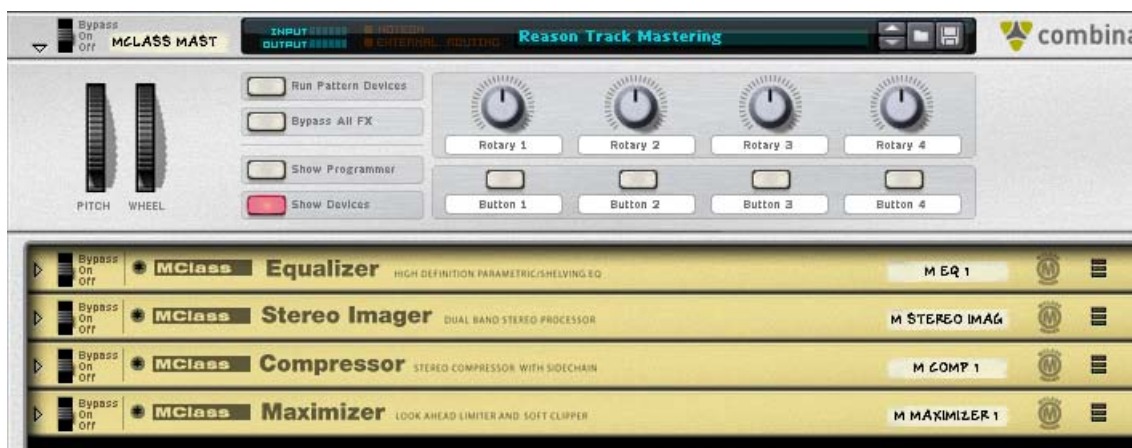 Bypass
On
Off
MCLASS MAST
INPUT
OUTPUT
NOTEON
EXTERNAL ROUTING
Reason Track Mastering
combina
Run Pattern Devices
Bypass All FX
Show Programmer
Show Devices
PITCH WHEEL
Rotary 1 Rotary 2 Rotary 3 Rotary 4
Button 1 Button 2 Button 3 Button 4
Bypass
On
Off
MClass Equalizer HIGH DEFINITION PARAMETRIC/SHELVING EQ M EQ 1
Bypass
On
Off
MClass Stereo Imager DUAL BAND STEREO PROCESSOR M STEREO IMAG
Bypass
On
Off
MClass Compressor STEREO COMPRESSOR WITH SIDECHAIN M COMP 1
Bypass
On
Off
MClass Maximizer LOOK AHEAD LIMITER AND SOFT CLIPPER M MAXIMIZER 1